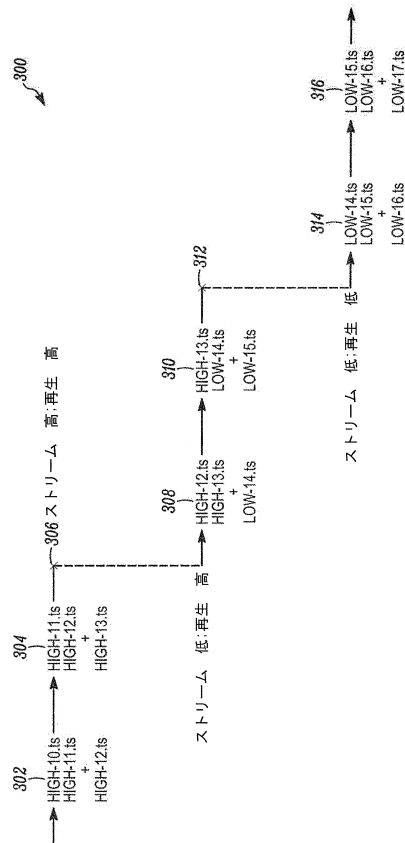 300
302
HIGH-10.ts
HIGH-11.ts
+
HIGH-12.ts
304
HIGH-11.ts
HIGH-12.ts
+
HIGH-13.ts
306
ストリーム 高;再生 高
308
HIGH-12.ts
HIGH-13.ts
+
LOW-14.ts
310
HIGH-13.ts
LOW-14.ts
+
LOW-15.ts
312
ストリーム 低;再生 高
314
LOW-14.ts
LOW-15.ts
+
LOW-16.ts
316
LOW-15.ts
LOW-16.ts
+
LOW-17.ts
ストリーム 低;再生 低